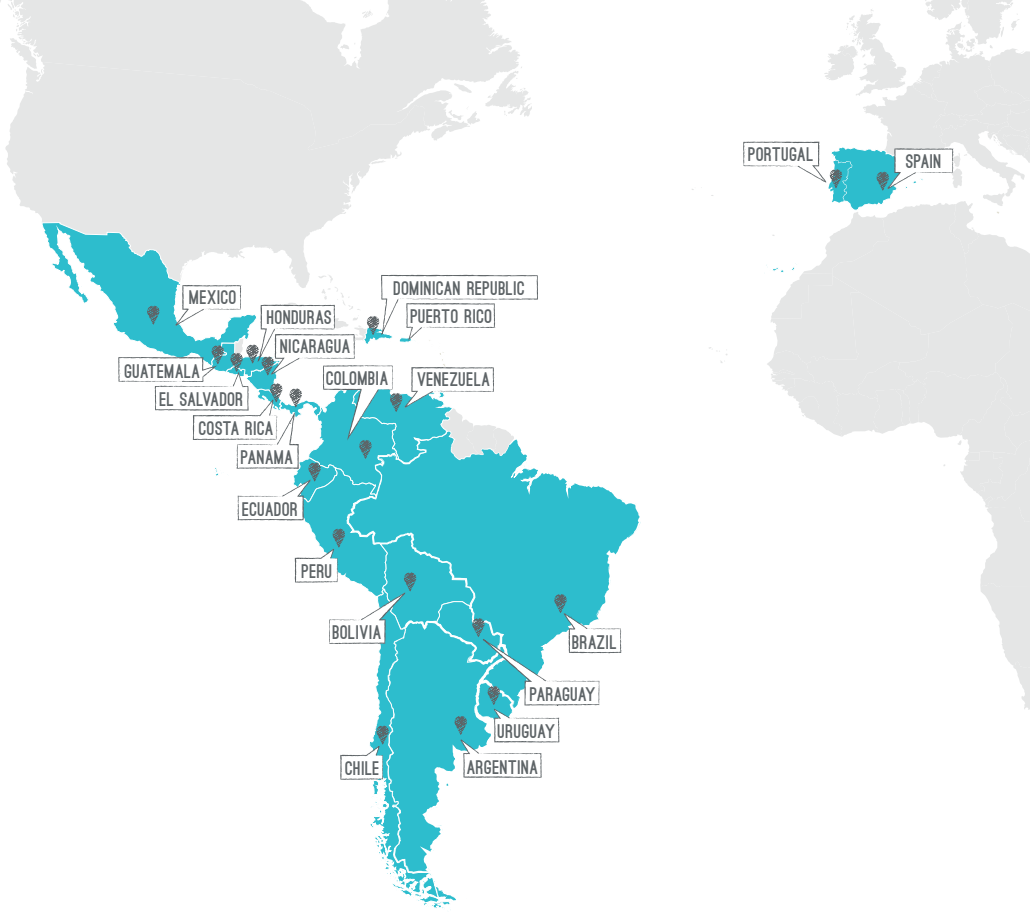 PORTUGAL
SPAIN
DOMINICAN REPUBLIC
MEXICO
PUERTO RICO
HONDURAS
NICARAGUA
GUATEMALA
COLOMBIA
VENEZUELA
EL SALVADOR
COSTA RICA
PANAMA
ECUADOR
PERU
BOLIVIA
BRAZIL
PARAGUAY
URUGUAY
CHILE
ARGENTINA